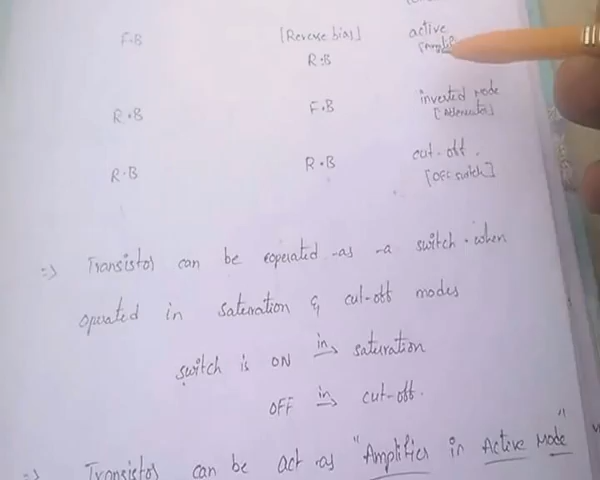 F.B [Reverse bias] active
R.B
R.B F.B inverted mode
[Attenuator]
R.B R.B cut-off.
[OFF switch]
=> Transistor can be eoperated as a switch. when
operated in saturation & cut-off modes
switch is ON in → saturation
OFF in → cut-off.
=> Transistor can be act as "Amplifier in Active Mode"